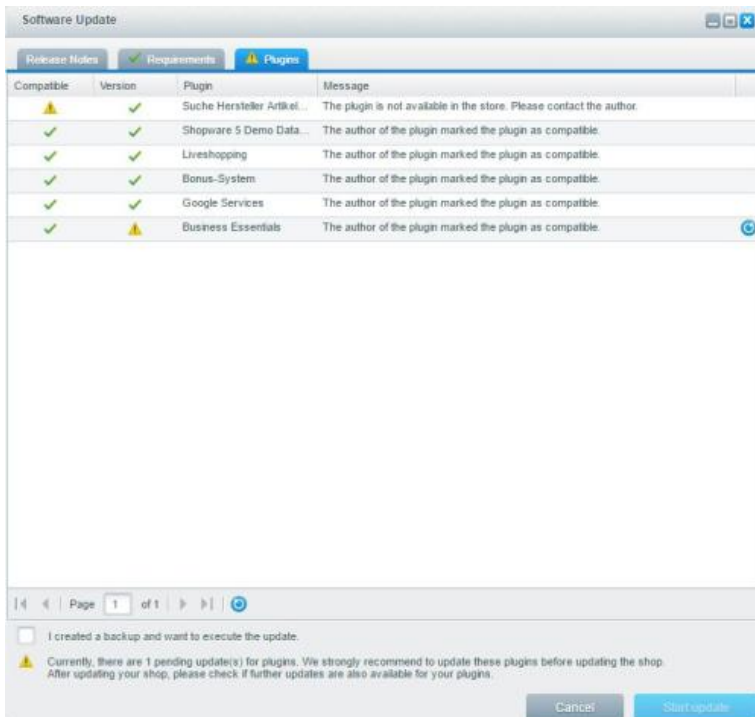 Software Update
Release Notes Requirements Plugins
Compatible Version Plugin Message
Suche Hersteller Artikel... The plugin is not available in the store. Please contact the author.
Shopware 5 Demo Data... The author of the plugin marked the plugin as compatible.
Liveshopping The author of the plugin marked the plugin as compatible.
Bonus-System The author of the plugin marked the plugin as compatible.
Google Services The author of the plugin marked the plugin as compatible.
Business Essentials The author of the plugin marked the plugin as compatible.
Page 1 of 1
I created a backup and want to execute the update.
Currently, there are 1 pending update(s) for plugins. We strongly recommend to update these plugins before updating the shop.
After updating your shop, please check if further updates are also available for your plugins.
Cancel Start update